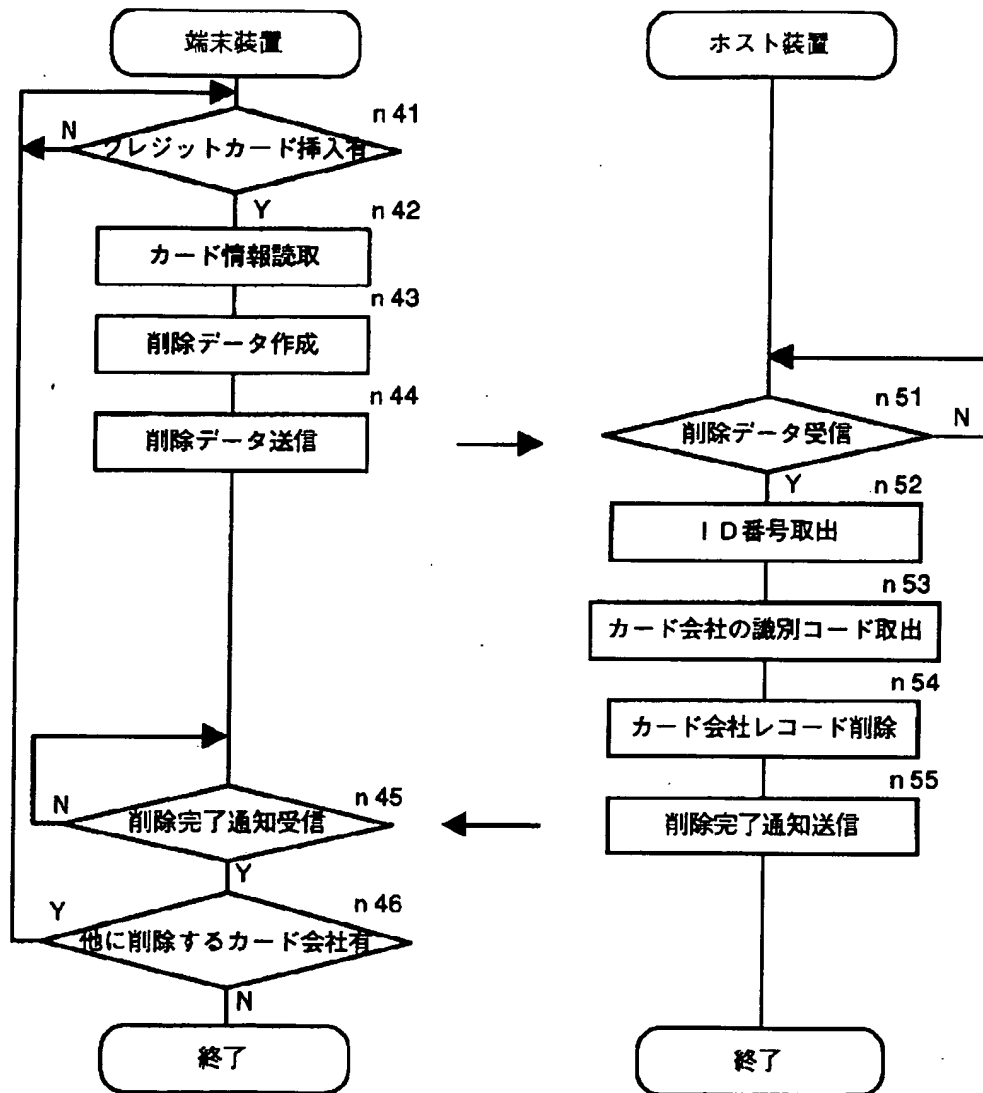 端末装置
n 41
N
クレジットカード挿入有
Y
n 42
カード情報読取
n 43
削除データ作成
n 44
削除データ送信
n 45
N
削除完了通知受信
Y
n 46
Y
他に削除するカード会社有
N
終了
ホスト装置
n 51
削除データ受信
N
Y
n 52
ID番号取出
n 53
カード会社の識別コード取出
n 54
カード会社レコード削除
n 55
削除完了通知送信
終了